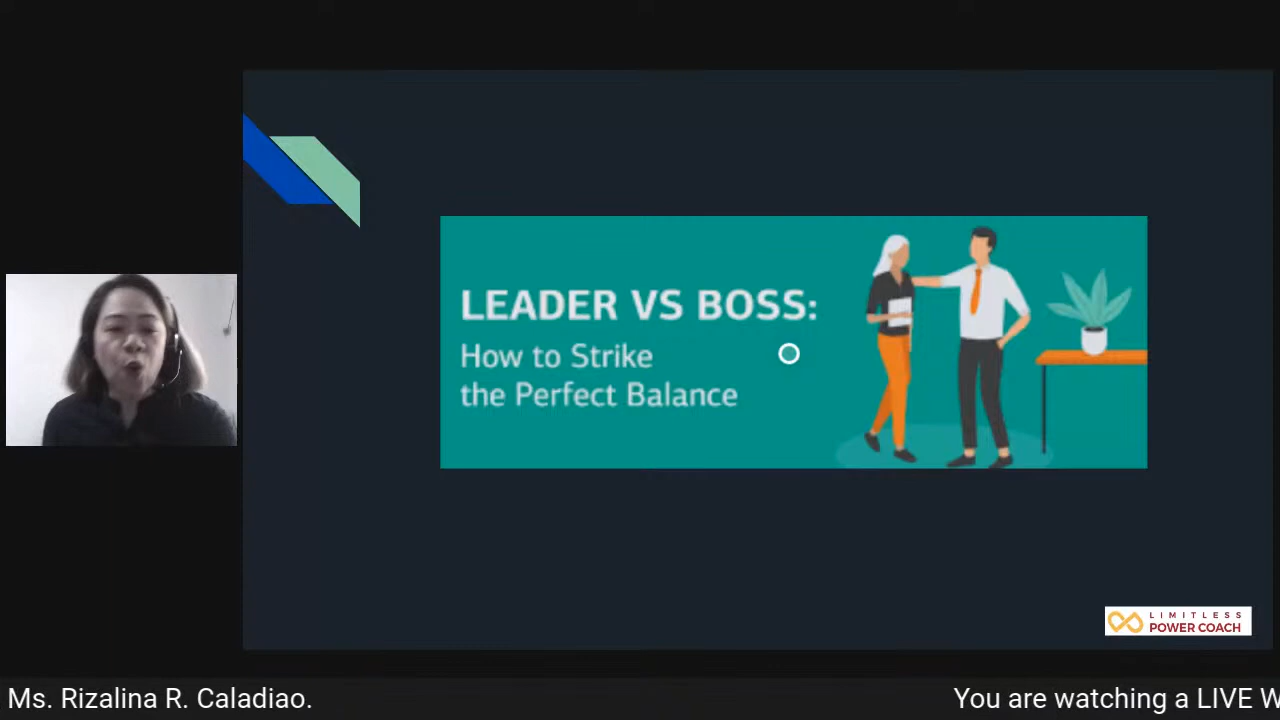 LEADER VS BOSS:
How to Strike
the Perfect Balance
LIMITLESS
POWER COACH
Ms. Rizalina R. Caladiao.
You are watching a LIVE W